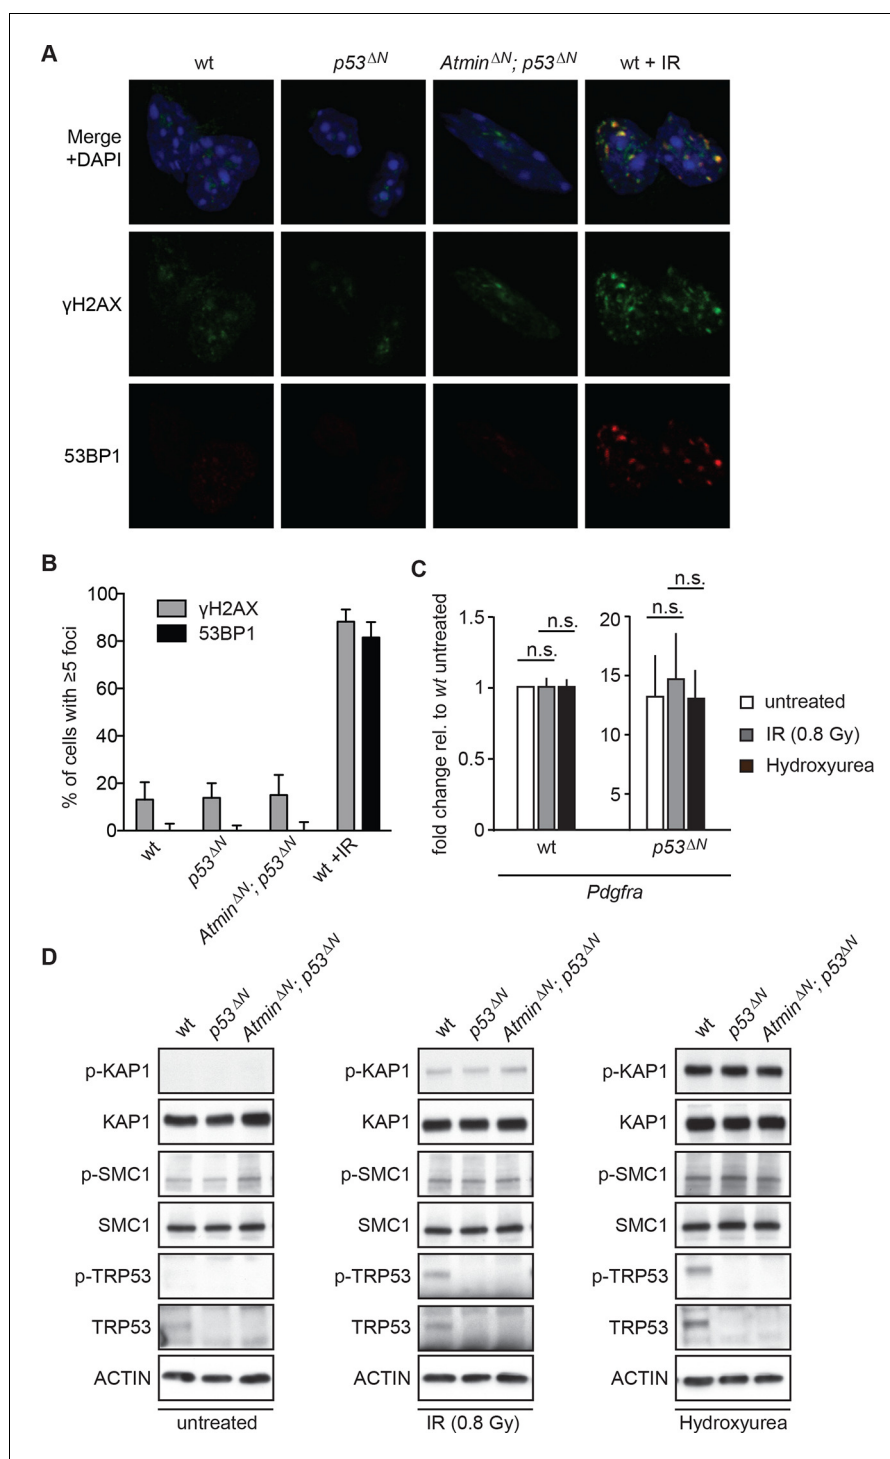 A
wt
p53ΔN
AtminΔN; p53ΔN
wt + IR
Merge
+DAPI
γH2AX
53BP1
B
% of cells with ≥5 foci
100
80
60
40
20
0
γH2AX
53BP1
wt
p53ΔN
AtminΔN; p53ΔN
wt +IR
C
fold change rel. to wt untreated
1.5
1
0.5
0
n.s.
n.s.
20
15
10
5
n.s.
n.s.
wt
p53ΔN
Pdgfra
untreated
IR (0.8 Gy)
Hydroxyurea
D
wt
p53ΔN
AtminΔN; p53ΔN
p-KAP1
KAP1
p-SMC1
SMC1
p-TRP53
TRP53
ACTIN
untreated
wt
p53ΔN
AtminΔN; p53ΔN
p-KAP1
KAP1
p-SMC1
SMC1
p-TRP53
TRP53
ACTIN
IR (0.8 Gy)
wt
p53ΔN
AtminΔN; p53ΔN
p-KAP1
KAP1
p-SMC1
SMC1
p-TRP53
TRP53
ACTIN
Hydroxyurea